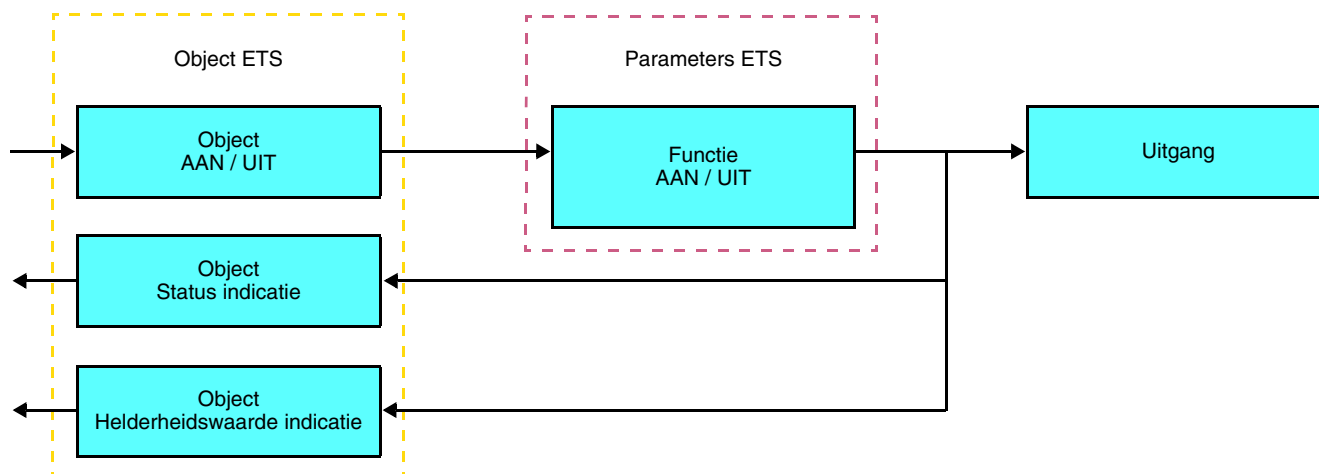 Object ETS
Parameters ETS
Object
AAN / UIT
Functie
AAN / UIT
Uitgang
Object
Status indicatie
Object
Helderheidswaarde indicatie